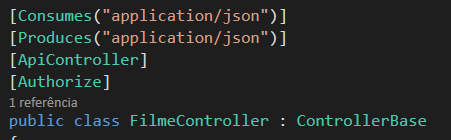 [Consumes("application/json")]
[Produces("application/json")]
[ApiController]
[Authorize]
1 referência
public class FilmeController : ControllerBase
{